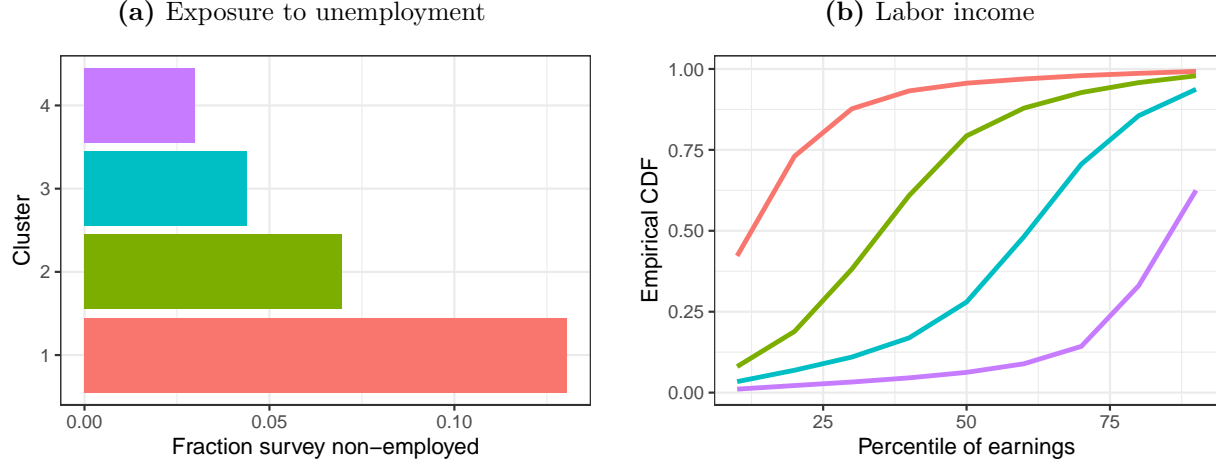 (a) Exposure to unemployment
4
3
2
1
Cluster
0.00
0.05
0.10
Fraction survey non−employed
(b) Labor income
1.00
0.75
0.50
0.25
0.00
Empirical CDF
25
50
75
Percentile of earnings